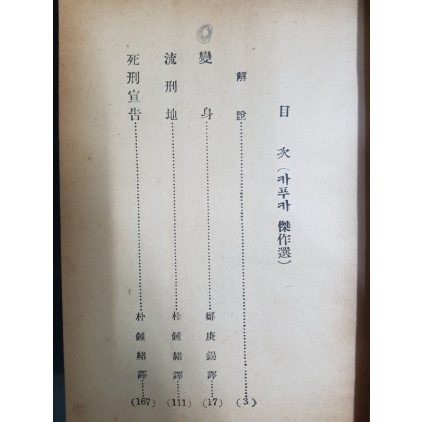 目次(카푸카 傑作選)
解說……(3)
變身……鄭庚錫譯……(17)
流刑地……朴鍾緖譯……(111)
死刑宣告……朴鍾緖譯……(167)